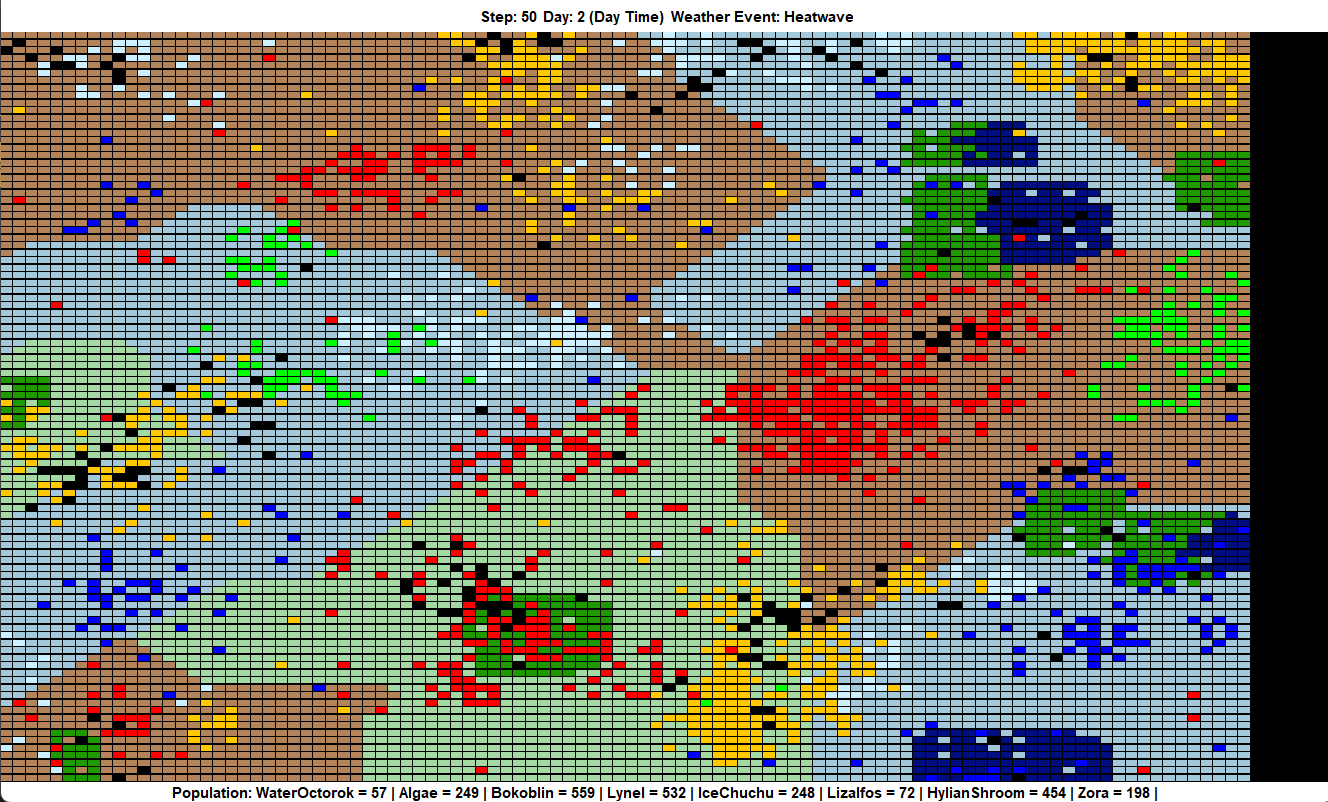 Step: 50 Day: 2 (Day Time) Weather Event: Heatwave
Population: WaterOctorok = 57 | Algae = 249 | Bokoblin = 559 | Lynel = 532 | IceChuchu = 248 | Lizalfos = 72 | HylianShroom = 454 | Zora = 198 |